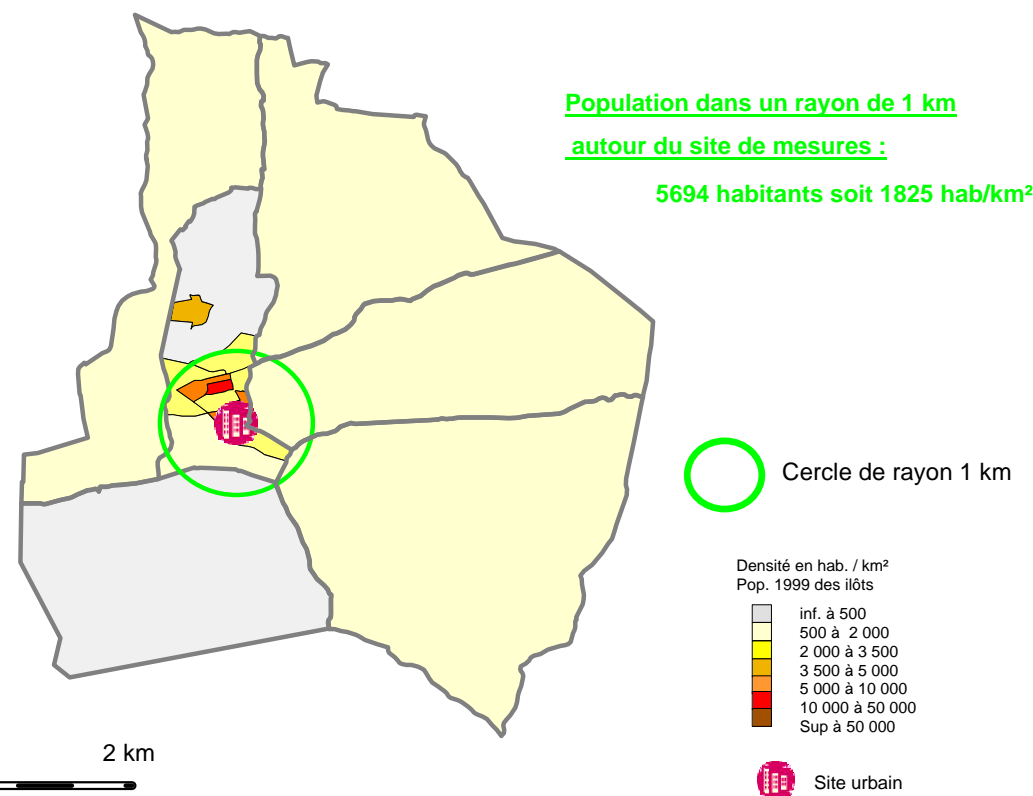 Population dans un rayon de 1 km
autour du site de mesures :
5694 habitants soit 1825 hab/km²
Cercle de rayon 1 km
Densité en hab. / km²
Pop. 1999 des ilôts
inf. à 500
500 à 2 000
2 000 à 3 500
3 500 à 5 000
5 000 à 10 000
10 000 à 50 000
Sup à 50 000
2 km
Site urbain